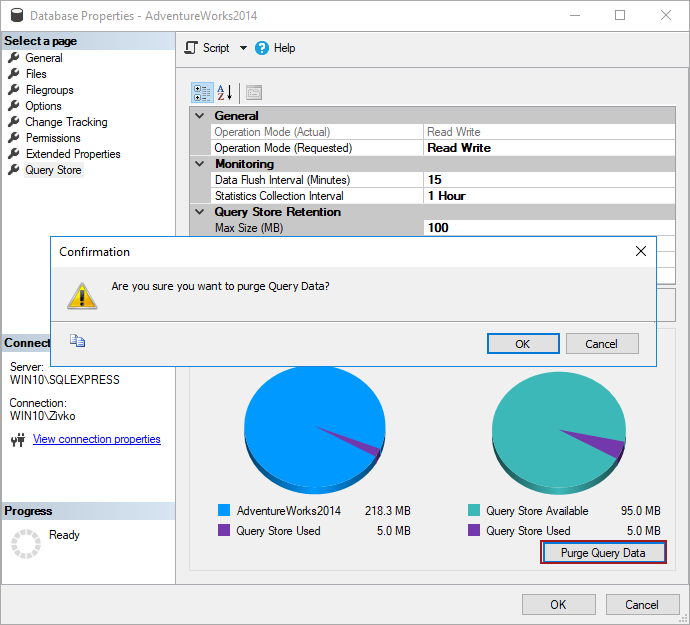 Database Properties - AdventureWorks2014
Select a page
General
Files
Filegroups
Options
Change Tracking
Permissions
Extended Properties
Query Store
Script
Help
A
Z
General
Operation Mode (Actual) Read Write
Operation Mode (Requested) Read Write
Monitoring
Data Flush Interval (Minutes) 15
Statistics Collection Interval 1 Hour
Query Store Retention
Max Size (MB) 100
Confirmation
Are you sure you want to purge Query Data?
OK Cancel
Connect
Server:
WIN10\SQLEXPRESS
Connection:
WIN10\Zivko
View connection properties
Progress
Ready
AdventureWorks2014 218.3 MB
Query Store Used 5.0 MB
Query Store Available 95.0 MB
Query Store Used 5.0 MB
Purge Query Data
OK Cancel